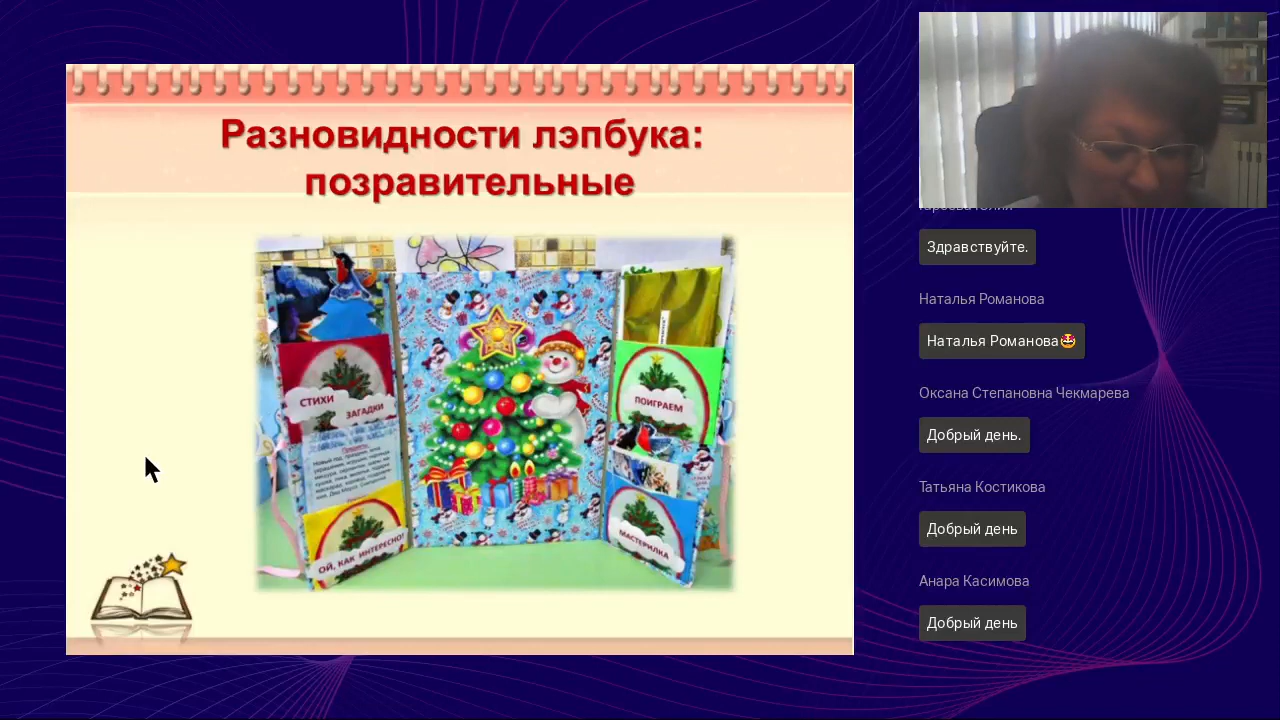 Разновидности лэпбука:
позравительные
СТИХИ
ЗАГАДКИ
ОЙ, КАК ИНТЕРЕСНО!
ПОИГРАЕМ
МАСТЕРИЛКА
Здравствуйте.
Наталья Романова
Наталья Романова🤩
Оксана Степановна Чекмарева
Добрый день.
Татьяна Костикова
Добрый день
Анара Касимова
Добрый день